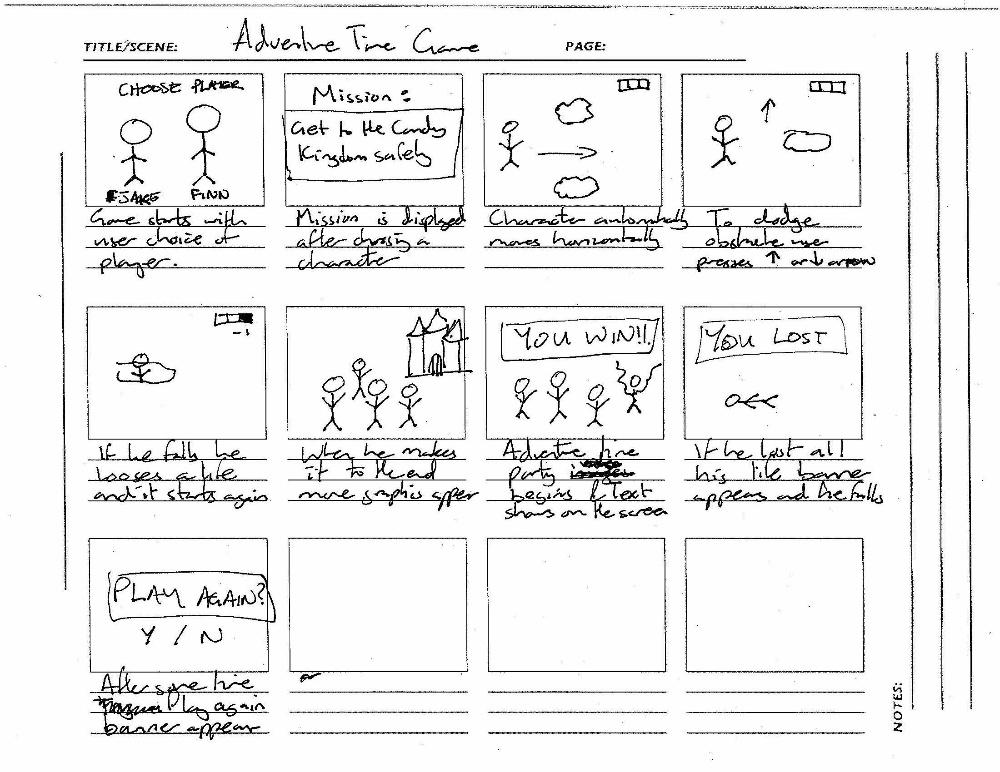 TITLE/SCENE: Adventure Time Game PAGE:
CHOOSE PLAYER
JAKE FINN
Game starts with
user choice of
player.
Mission:
Get to the Candy
Kingdom safely
Mission is displayed
after choosing a
character
Character automatically
moves horizontally
To dodge
obstacle user
presses ↑ or ↓ arrow
-1
If he falls he
looses a life
and it starts again
When he makes
it to the end
more graphics appear
YOU WIN!!.
Adventure time
party
begins & Text
shows on the screen
YOU LOST
If he lost all
his life banner
appears and he falls
PLAY AGAIN?
Y / N
After some time
Play again
banner appear
NOTES: